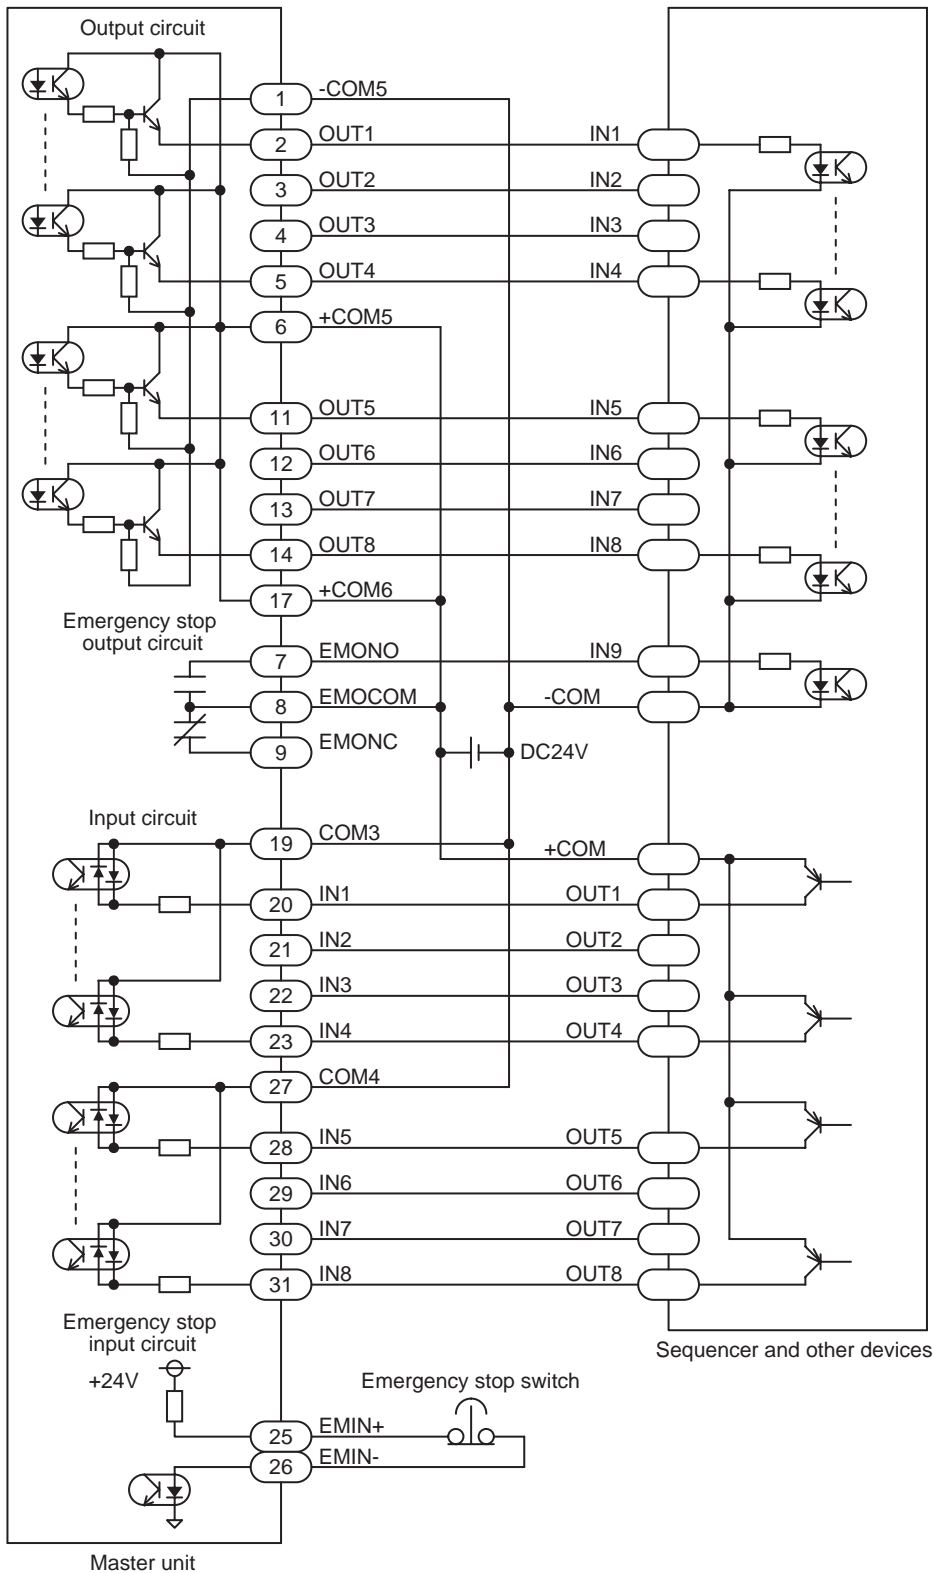 Output circuit
1 -COM5
2 OUT1 IN1
3 OUT2 IN2
4 OUT3 IN3
5 OUT4 IN4
6 +COM5
11 OUT5 IN5
12 OUT6 IN6
13 OUT7 IN7
14 OUT8 IN8
17 +COM6
Emergency stop
output circuit
7 EMONO IN9
8 EMOCOM -COM
9 EMONC DC24V
Input circuit
19 COM3
+COM
20 IN1 OUT1
21 IN2 OUT2
22 IN3 OUT3
23 IN4 OUT4
27 COM4
28 IN5 OUT5
29 IN6 OUT6
30 IN7 OUT7
31 IN8 OUT8
Emergency stop
input circuit
Sequencer and other devices
+24V
Emergency stop switch
25 EMIN+
26 EMIN-
Master unit